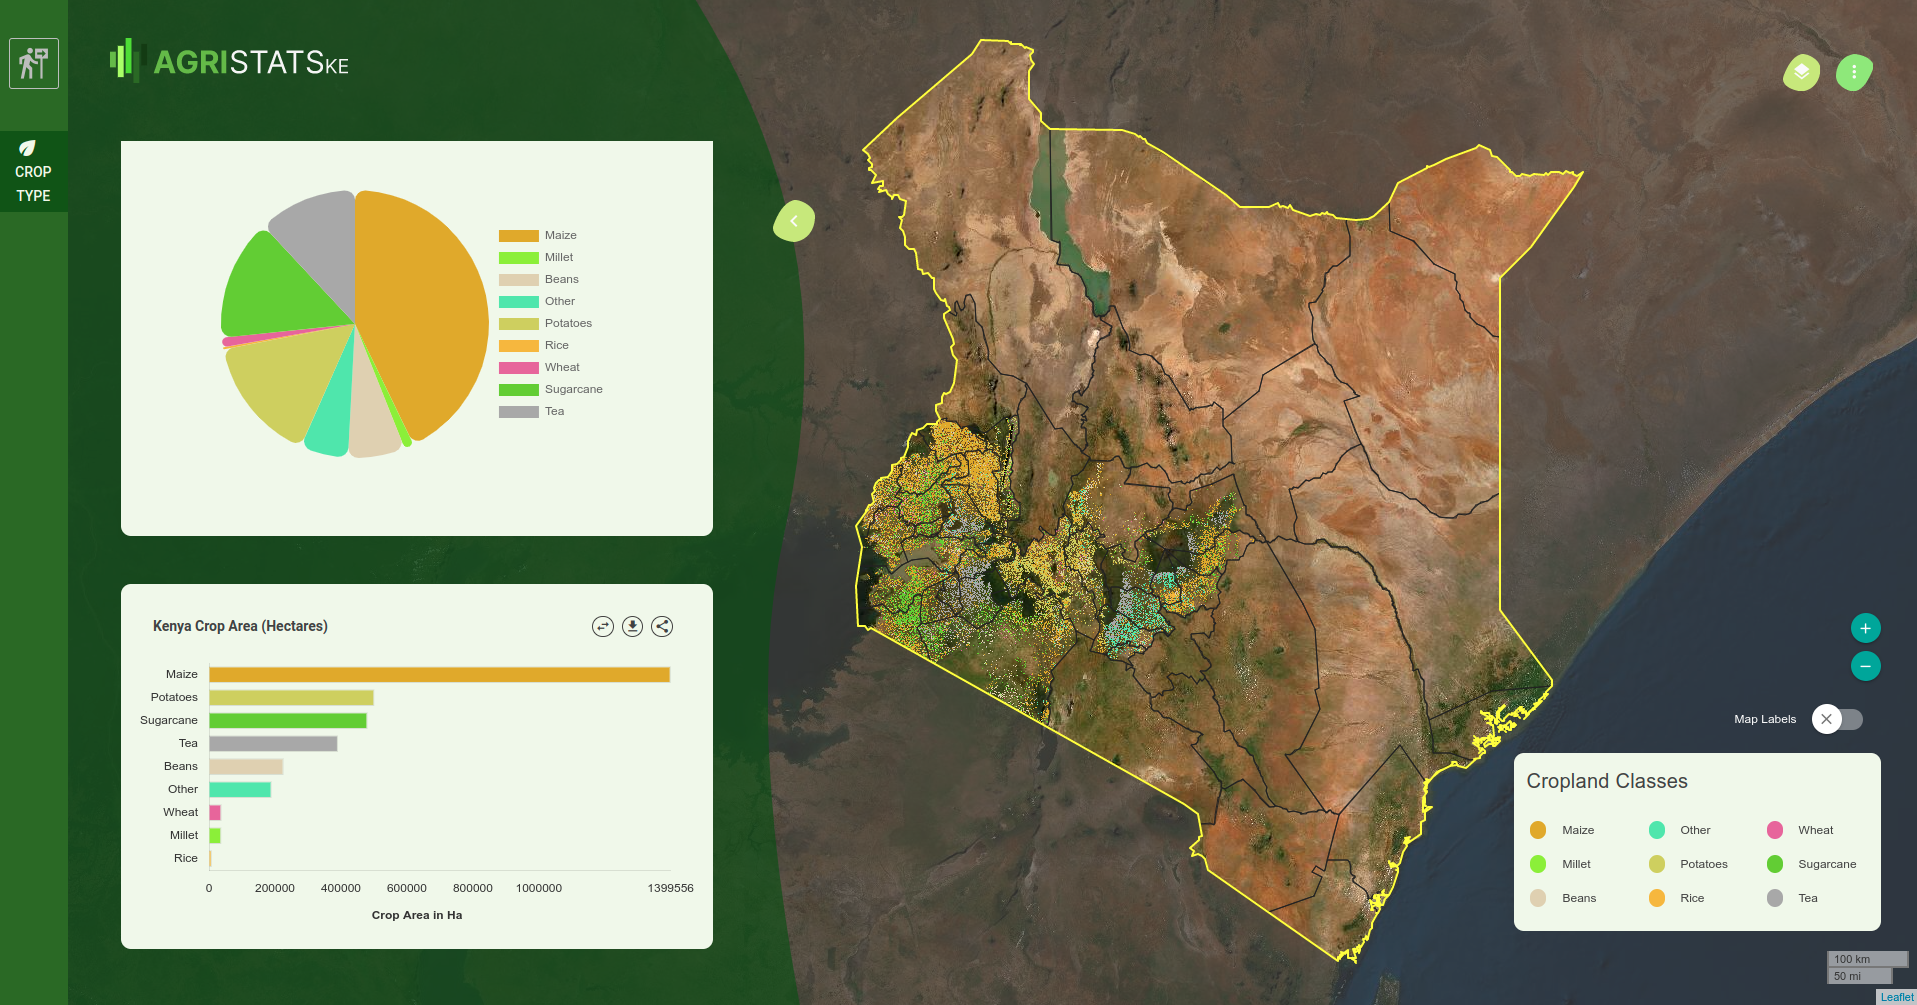 AGRISTATSKE
CROP
TYPE
Maize
Millet
Beans
Other
Potatoes
Rice
Wheat
Sugarcane
Tea
Kenya Crop Area (Hectares)
Maize
Potatoes
Sugarcane
Tea
Beans
Other
Wheat
Millet
Rice
0 200000 400000 600000 800000 1000000 1399556
Crop Area in Ha
Map Labels
Cropland Classes
Maize Other Wheat
Millet Potatoes Sugarcane
Beans Rice Tea
100 km
50 mi
Leaflet